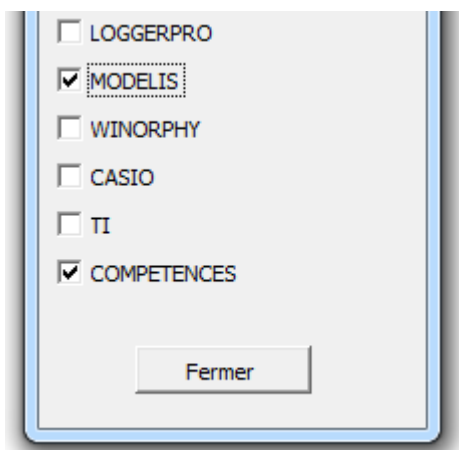 LOGGERPRO
MODELIS
WINORPHY
CASIO
TI
COMPETENCES
Fermer